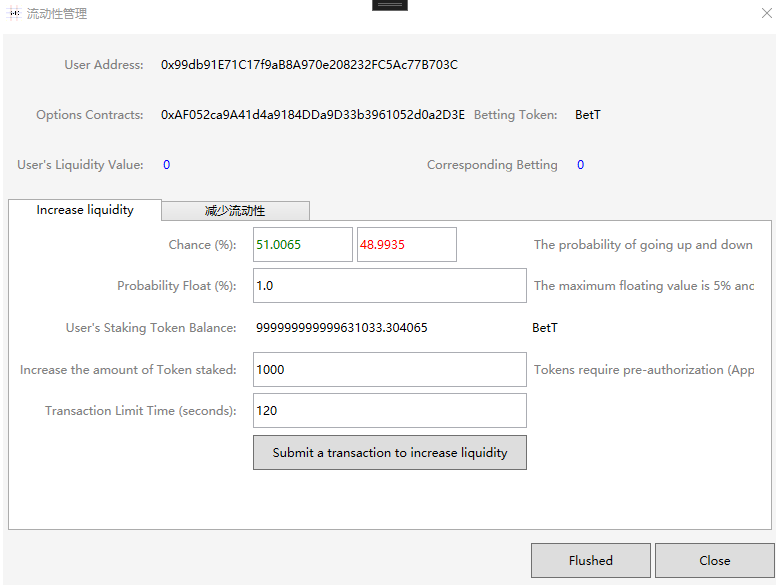 流动性管理
User Address: 0x99db91E71C17f9aB8A970e208232FC5Ac77B703C
Options Contracts: 0xAF052ca9A41d4a9184DDa9D33b3961052d0a2D3E Betting Token: BetT
User's Liquidity Value: 0 Corresponding Betting 0
Increase liquidity 减少流动性
Chance (%): 51.0065 48.9935 The probability of going up and down
Probability Float (%): 1.0 The maximum floating value is 5% and
User's Staking Token Balance: 999999999999631033.304065 BetT
Increase the amount of Token staked: 1000 Tokens require pre-authorization (App
Transaction Limit Time (seconds): 120
Submit a transaction to increase liquidity
Flushed Close